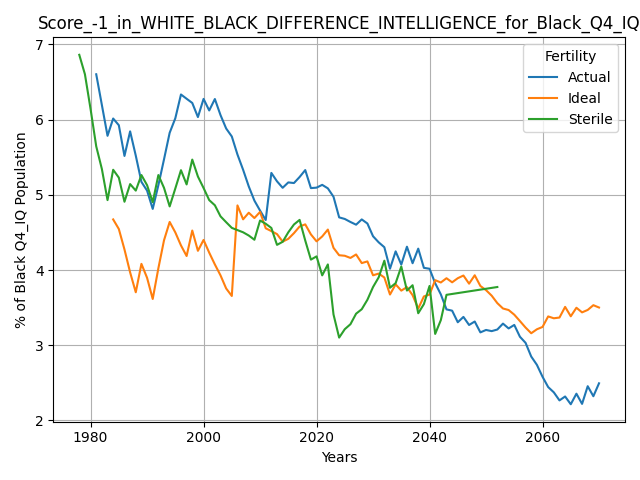 Score_-1_in_WHITE_BLACK_DIFFERENCE_INTELLIGENCE_for_Black_Q4_IQ
Fertility
Actual
Ideal
Sterile
% of Black Q4_IQ Population
7
6
5
4
3
2
1980
2000
2020
2040
2060
Years